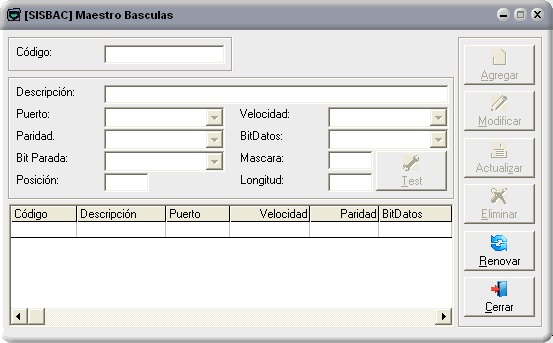 [SISBAC] Maestro Basculas
Código:
Agregar
Descripción:
Puerto: Velocidad:
Modificar
Paridad. BitDatos:
Bit Parada: Mascara:
Actualizar
Posición: Longitud: Test
Eliminar
Código Descripción Puerto Velocidad Paridad BitDatos
Renovar
Cerrar